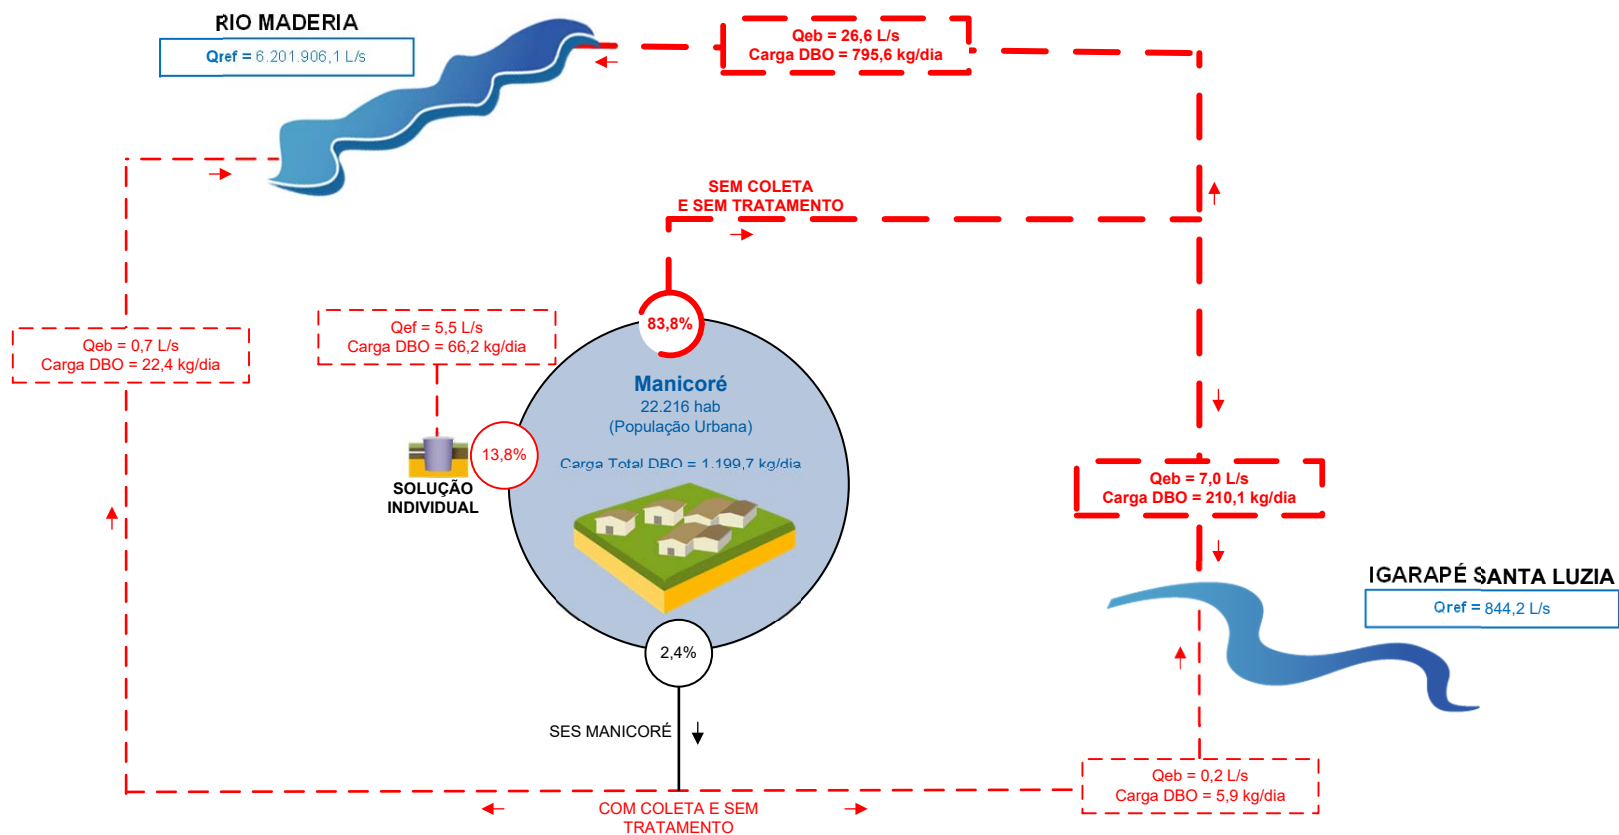 RIO MADERIA
Qref = 6.201.906,1 L/s
Qeb = 26,6 L/s
Carga DBO = 795,6 kg/dia
SEM COLETA
E SEM TRATAMENTO
Qeb = 0,7 L/s
Carga DBO = 22,4 kg/dia
Qef = 5,5 L/s
Carga DBO = 66,2 kg/dia
83,8%
Manicoré
22.216 hab
(População Urbana)
Carga Total DBO = 1.199,7 kg/dia
13,8%
SOLUÇÃO
INDIVIDUAL
Qeb = 7,0 L/s
Carga DBO = 210,1 kg/dia
IGARAPÉ SANTA LUZIA
Qref = 844,2 L/s
2,4%
SES MANICORÉ
Qeb = 0,2 L/s
Carga DBO = 5,9 kg/dia
COM COLETA E SEM
TRATAMENTO